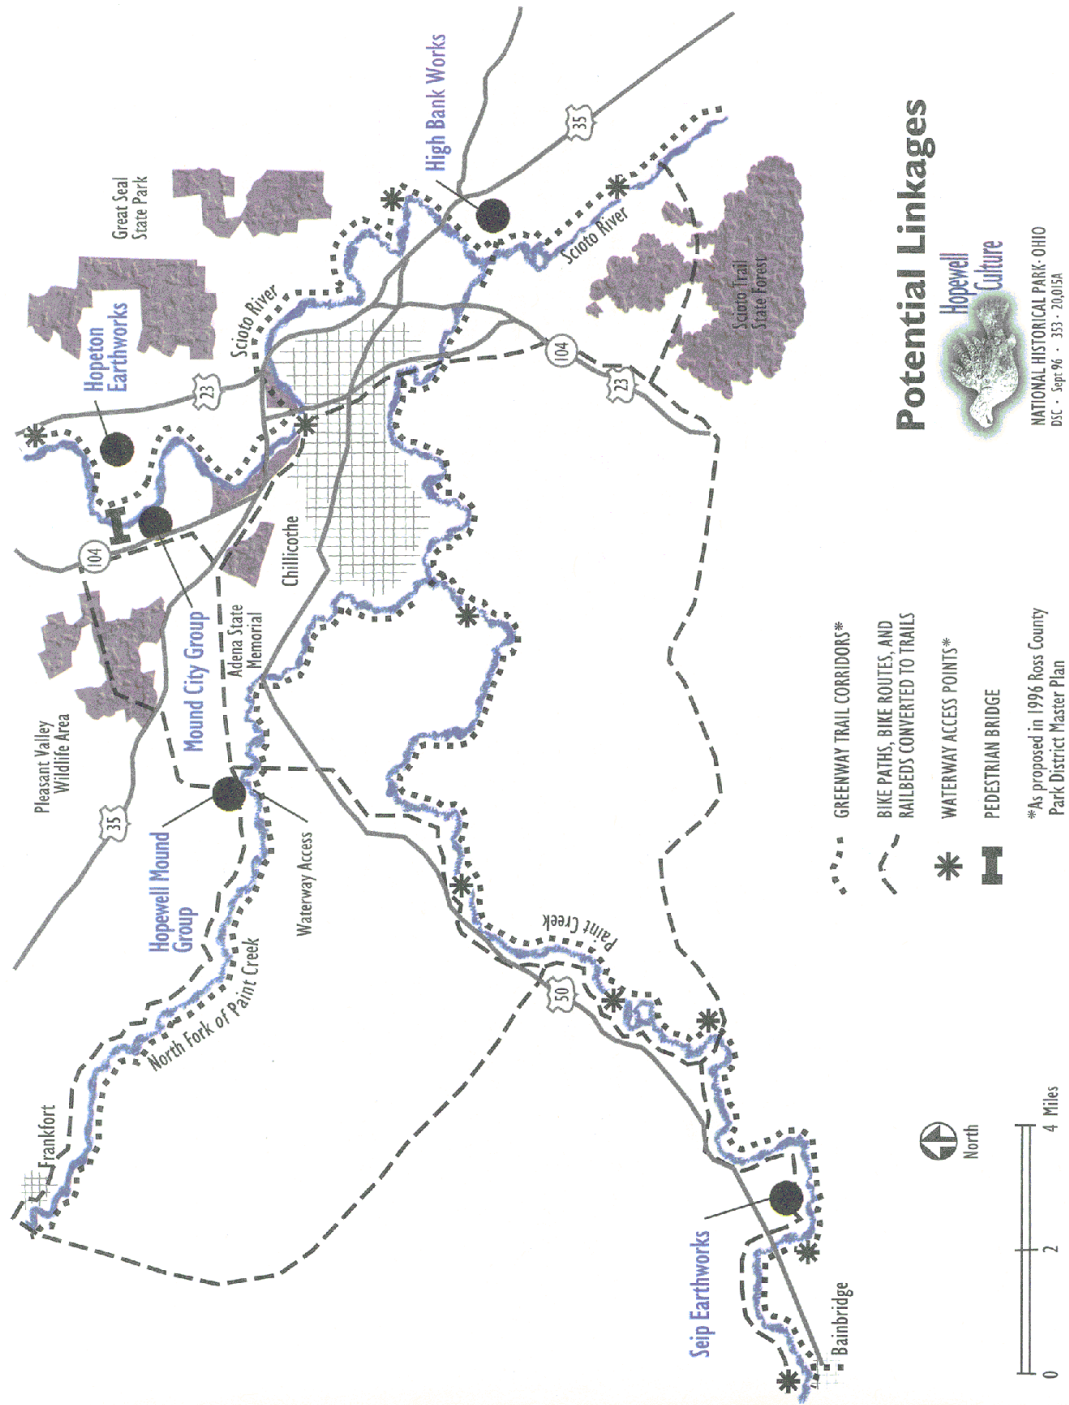 Great Seal
State Park
High Bank Works
35
Scioto River
Hopeton
Earthworks
Scioto River
23
104
Scioto Trail
State Forest
104
23
Chillicothe
Pleasant Valley
Wildlife Area
Mound City Group
Adena State
Memorial
35
Hopewell Mound
Group
Waterway Access
North Fork of Paint Creek
Paint Creek
50
Frankfort
Seip Earthworks
Bainbridge
Potential Linkages
Hopewell
Culture
NATIONAL HISTORICAL PARK • OHIO
DSC • Sept 96 • 353 • 20,015A
GREENWAY TRAIL CORRIDORS*
BIKE PATHS, BIKE ROUTES, AND
RAILBEDS CONVERTED TO TRAILS
WATERWAY ACCESS POINTS*
PEDESTRIAN BRIDGE
*As proposed in 1996 Ross County
Park District Master Plan
North
0 2 4 Miles